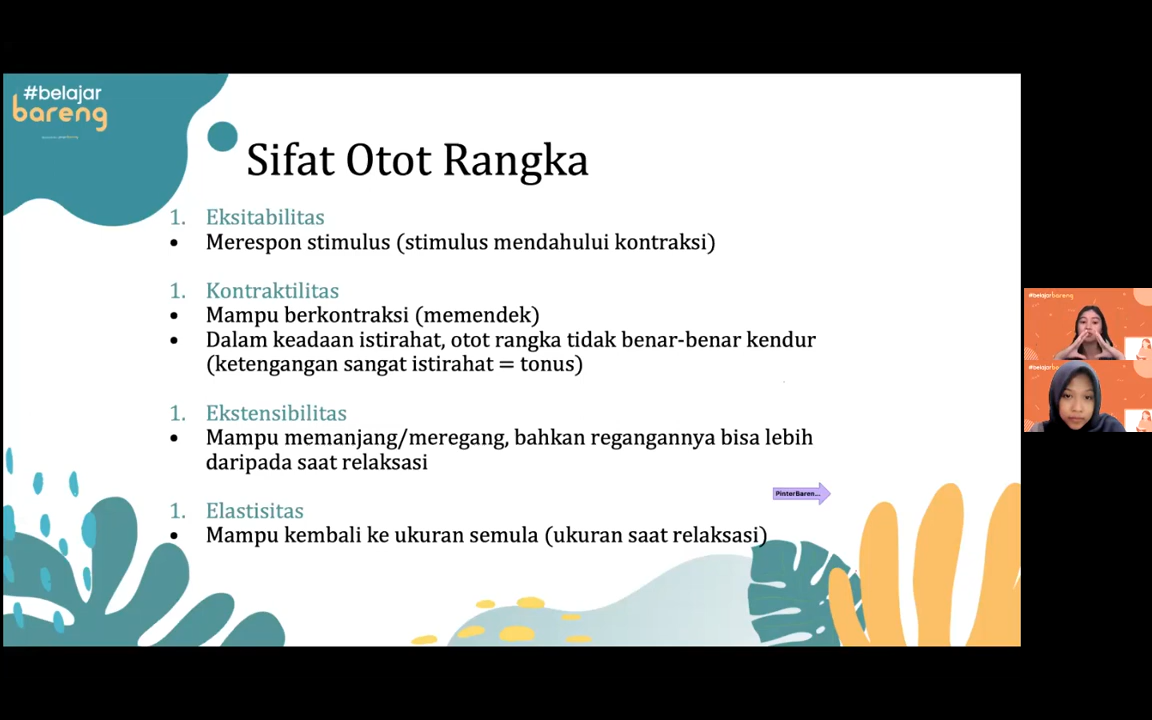 #belajar
bareng
Sifat Otot Rangka
1. Eksitabilitas
• Merespon stimulus (stimulus mendahului kontraksi)
1. Kontraktilitas
• Mampu berkontraksi (memendek)
• Dalam keadaan istirahat, otot rangka tidak benar-benar kendur
(ketengangan sangat istirahat = tonus)
1. Ekstensibilitas
• Mampu memanjang/meregang, bahkan regangannya bisa lebih
daripada saat relaksasi
PinterBaren...
1. Elastisitas
• Mampu kembali ke ukuran semula (ukuran saat relaksasi)
#belajarbareng